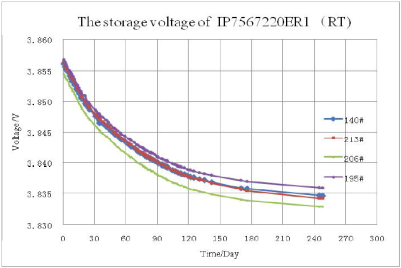 The storage voltage of IP7567220ER1 （RT）
3.860
3.855
3.850
3.845
3.840
3.835
3.830
Voltage/V
0 30 60 90 120 150 180 210 240 270 300
Time/Day
140#
213#
206#
195#